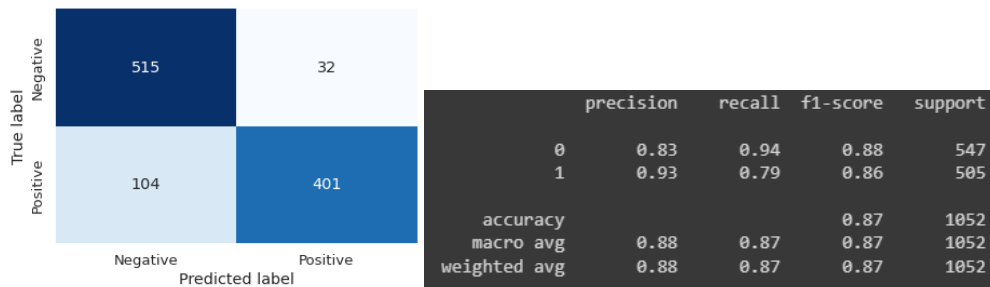 True label
Negative
515 32
Positive
104 401
Negative Positive
Predicted label
precision recall f1-score support
0 0.83 0.94 0.88 547
1 0.93 0.79 0.86 505
accuracy 0.87 1052
macro avg 0.88 0.87 0.87 1052
weighted avg 0.88 0.87 0.87 1052